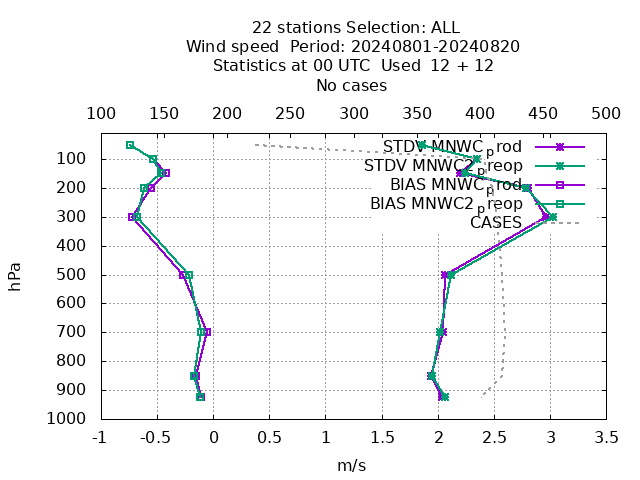 22 stations Selection: ALL
Wind speed  Period: 20240801-20240820
Statistics at 00 UTC  Used  12 + 12
No cases
100 150 200 250 300 350 400 450 500
STDV MNWC_prod
STDV MNWC2_preop
BIAS MNWC_prod
BIAS MNWC2_preop
CASES
hPa
100
200
300
400
500
600
700
800
900
1000
-1 -0.5 0 0.5 1 1.5 2 2.5 3 3.5
m/s